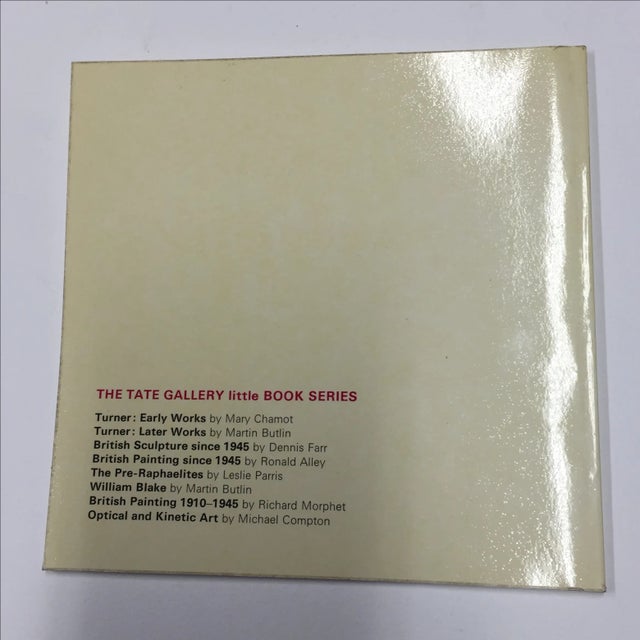 THE TATE GALLERY little BOOK SERIES
Turner: Early Works by Mary Chamot
Turner: Later Works by Martin Butlin
British Sculpture since 1945 by Dennis Farr
British Painting since 1945 by Ronald Alley
The Pre-Raphaelites by Leslie Parris
William Blake by Martin Butlin
British Painting 1910–1945 by Richard Morphet
Optical and Kinetic Art by Michael Compton